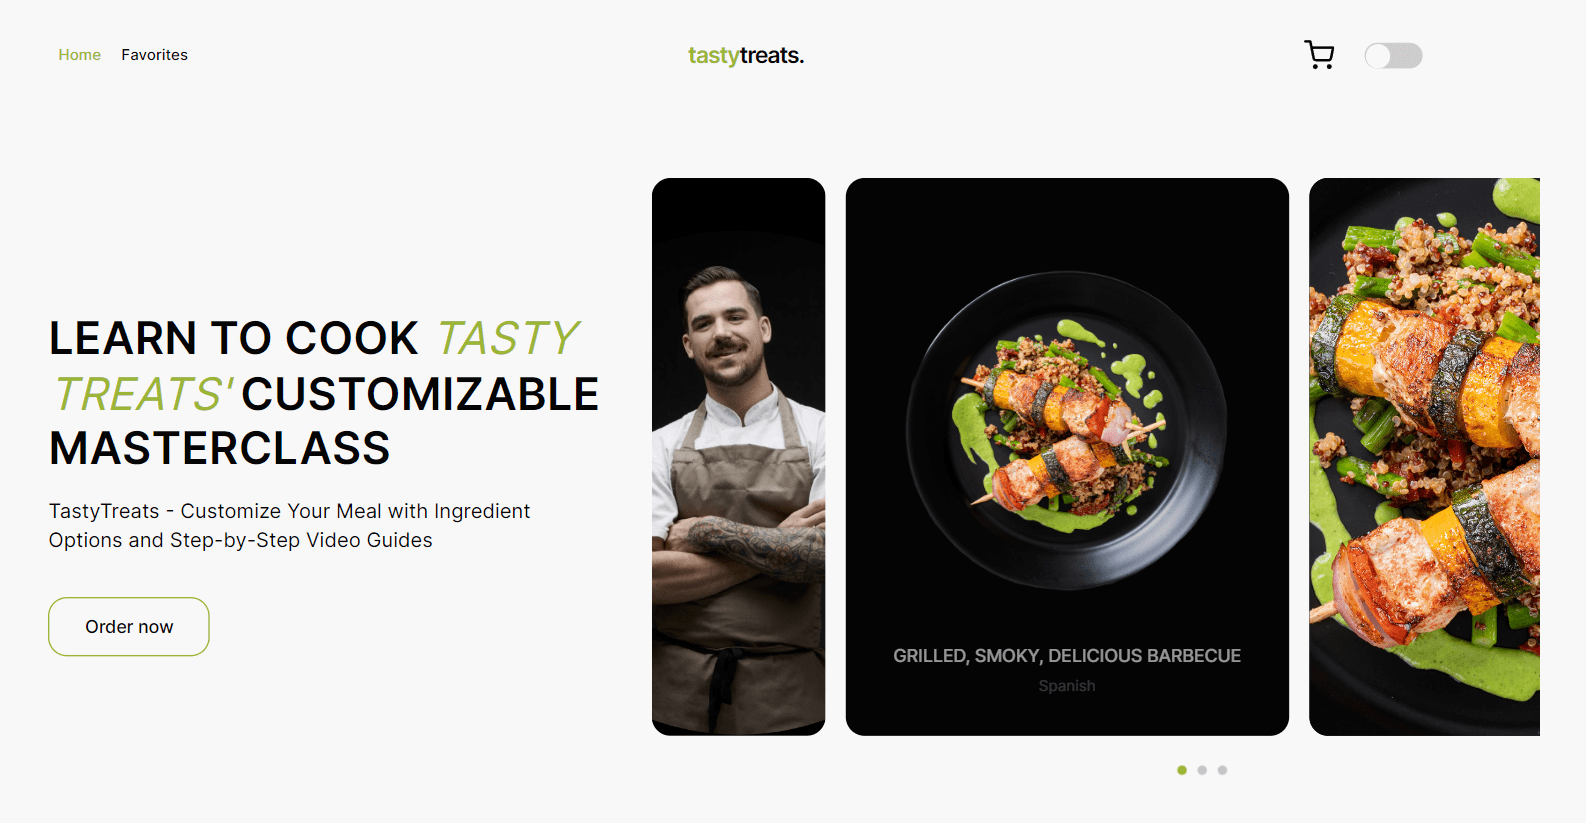 Home Favorites
tastytreats.
LEARN TO COOK TASTY
TREATS' CUSTOMIZABLE
MASTERCLASS
TastyTreats - Customize Your Meal with Ingredient
Options and Step-by-Step Video Guides
Order now
GRILLED, SMOKY, DELICIOUS BARBECUE
Spanish